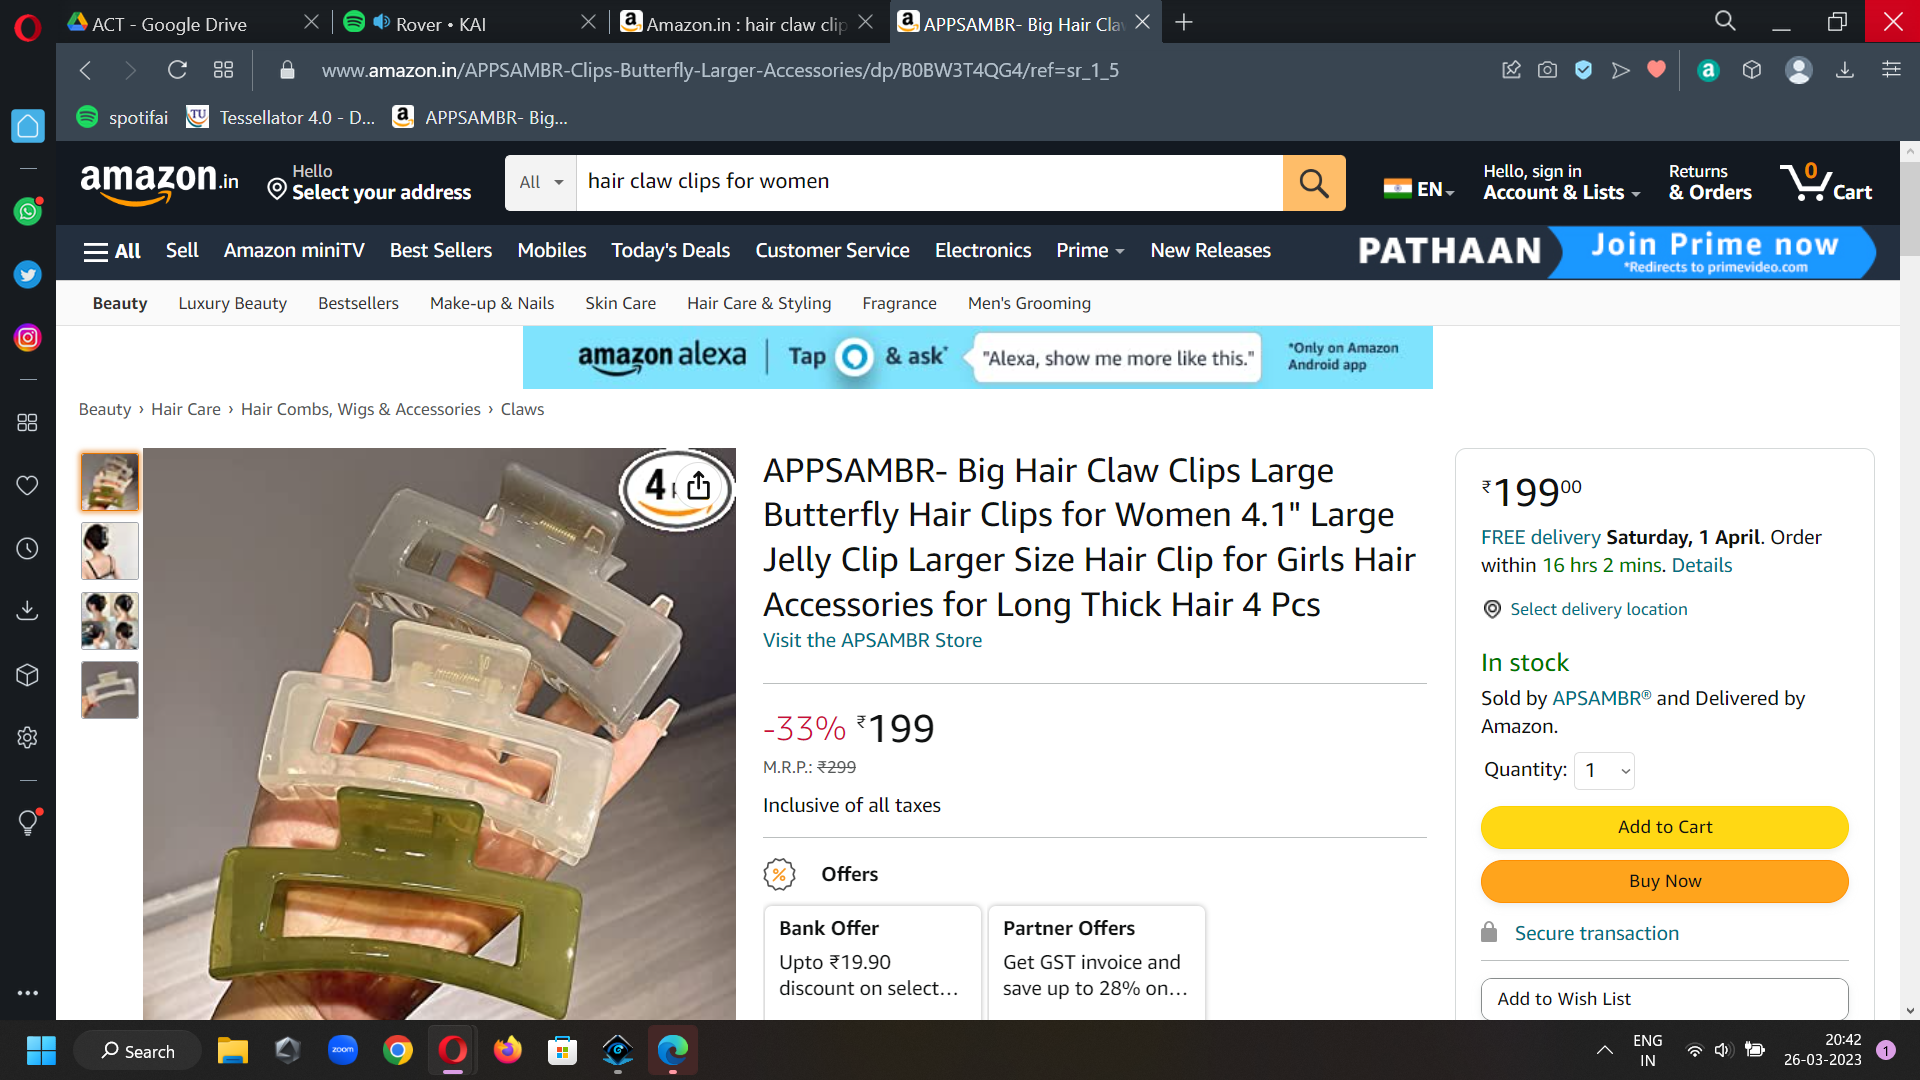 ACT - Google Drive
Rover • KAI
Amazon.in : hair claw clip
APPSAMBR- Big Hair Cla
www.amazon.in/APPSAMBR-Clips-Butterfly-Larger-Accessories/dp/B0BW3T4QG4/ref=sr_1_5
spotifai
Tessellator 4.0 - D...
APPSAMBR- Big...
amazon.in
Hello
Select your address
All
hair claw clips for women
EN
Hello, sign in
Account & Lists
Returns
& Orders
0
Cart
All
Sell
Amazon miniTV
Best Sellers
Mobiles
Today's Deals
Customer Service
Electronics
Prime
New Releases
PATHAAN
Join Prime now
*Redirects to primevideo.com
Beauty
Luxury Beauty
Bestsellers
Make-up & Nails
Skin Care
Hair Care & Styling
Fragrance
Men's Grooming
amazon alexa
Tap & ask*
"Alexa, show me more like this."
*Only on Amazon
Android app
Beauty › Hair Care › Hair Combs, Wigs & Accessories › Claws
4
APPSAMBR- Big Hair Claw Clips Large
Butterfly Hair Clips for Women 4.1" Large
Jelly Clip Larger Size Hair Clip for Girls Hair
Accessories for Long Thick Hair 4 Pcs
Visit the APSAMBR Store
-33% ₹199
M.R.P.: ₹299
Inclusive of all taxes
Offers
Bank Offer
Upto ₹19.90
discount on select...
Partner Offers
Get GST invoice and
save up to 28% on...
₹19900
FREE delivery Saturday, 1 April. Order
within 16 hrs 2 mins. Details
Select delivery location
In stock
Sold by APSAMBR® and Delivered by
Amazon.
Quantity: 1
Add to Cart
Buy Now
Secure transaction
Add to Wish List
Search
zoom
ENG
IN
20:42
26-03-2023
1